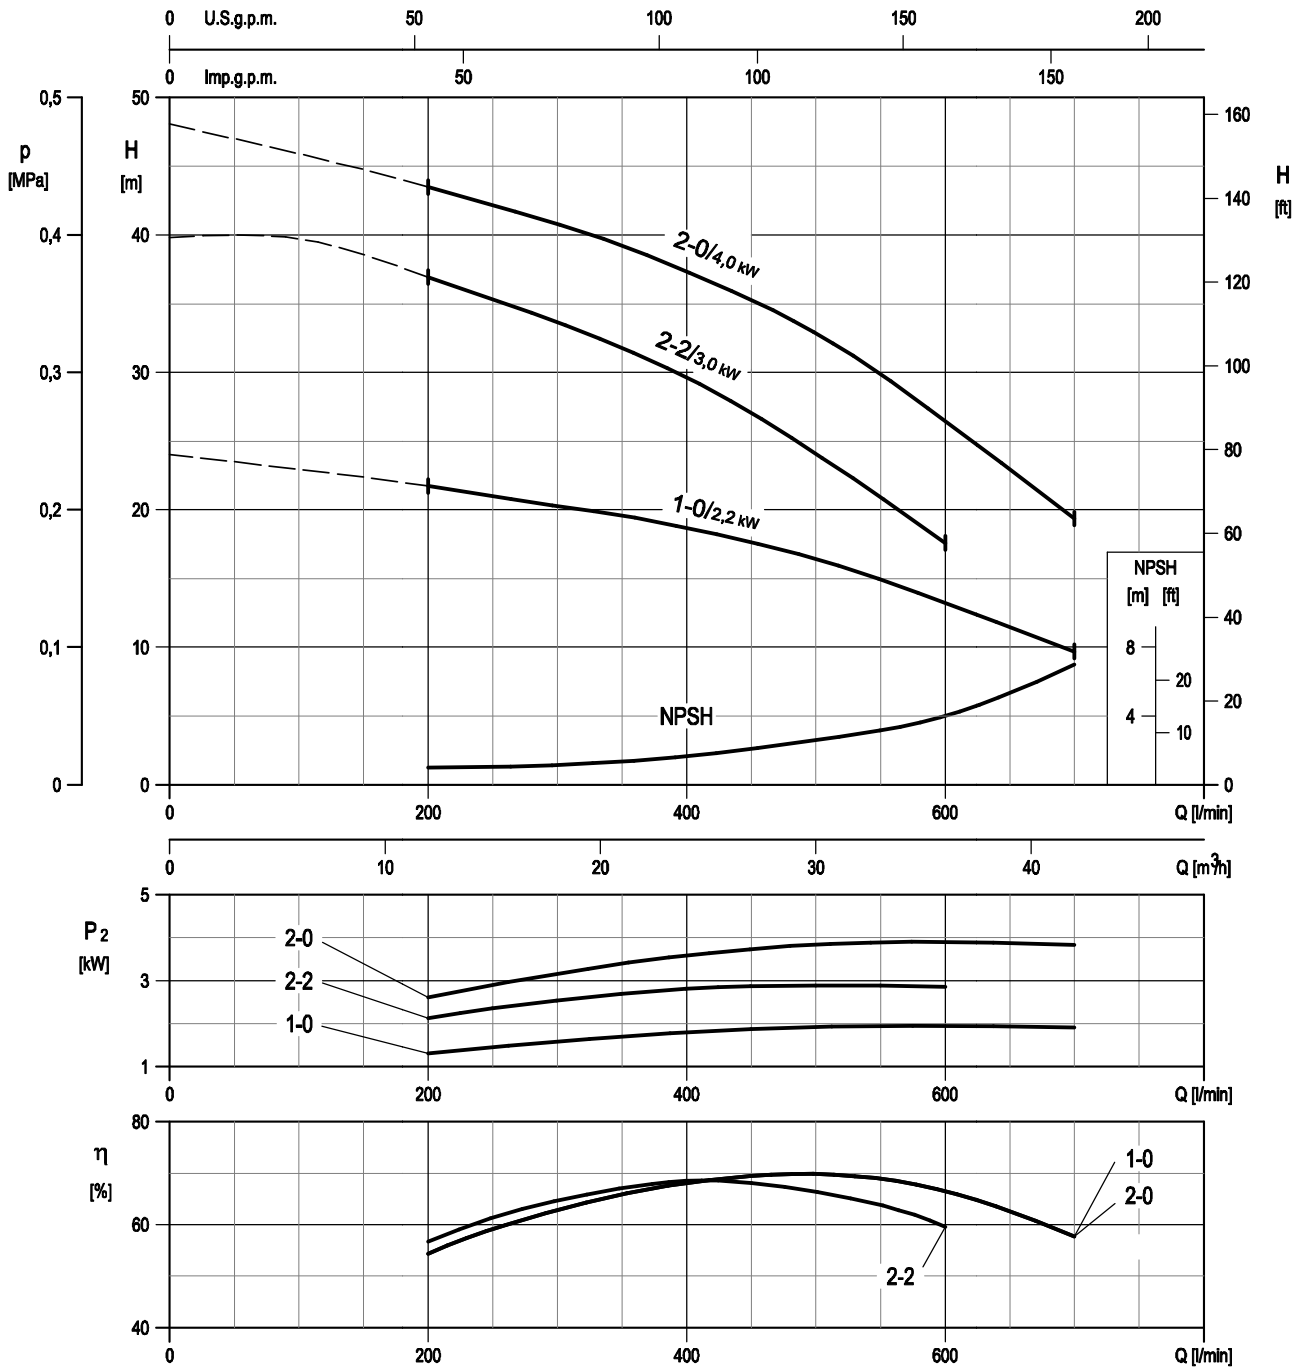 0 U.S.g.p.m. 50 100 150 200
0 Imp.g.p.m. 50 100 150
p
[MPa]
0,5
0,4
0,3
0,2
0,1
0
H
[m]
50
40
30
20
10
0
H
[ft]
160
140
120
100
80
60
40
20
0
2-0/4,0 kW
2-2/3,0 kW
1-0/2,2 kW
NPSH
NPSH
[m] [ft]
8
20
4
10
0 200 400 600 Q [l/min]
0 10 20 30 40 Q [m³/h]
P2
[kW]
5
3
1
2-0
2-2
1-0
0 200 400 600 Q [l/min]
η
[%]
80
60
40
1-0
2-0
2-2
0 200 400 600 Q [l/min]